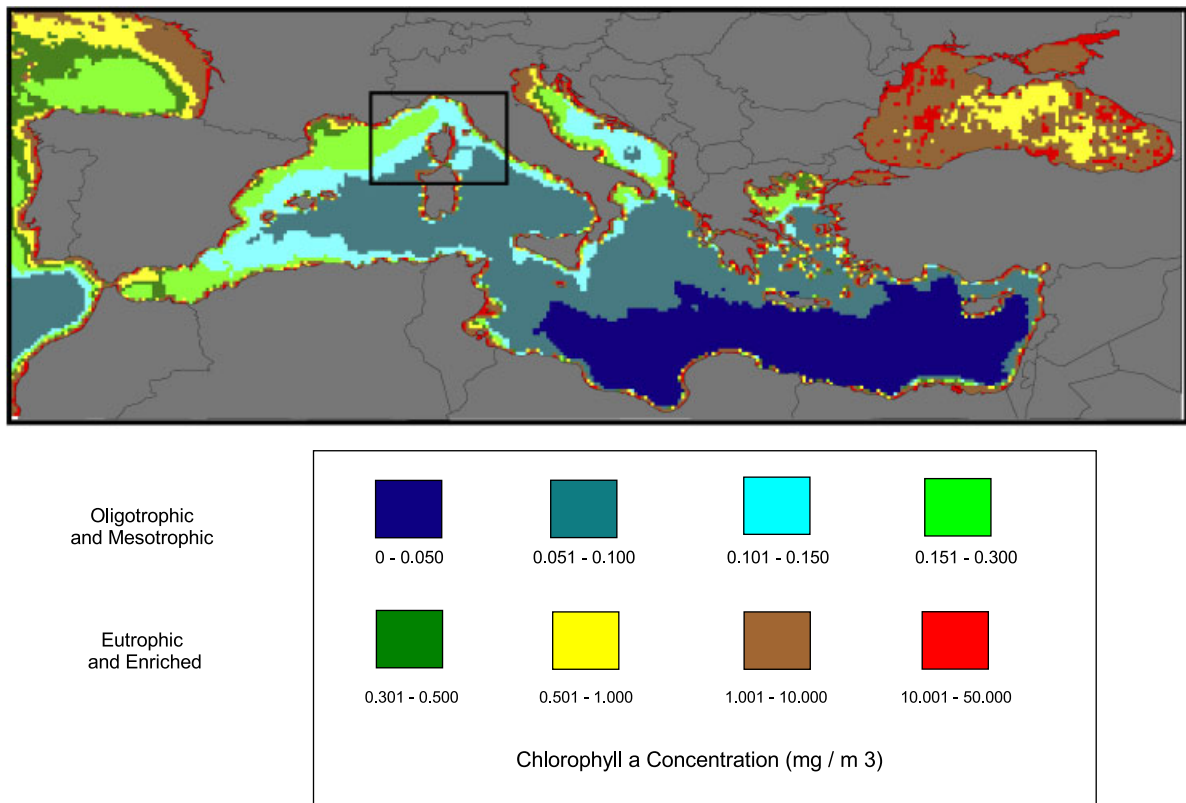 Oligotrophic
and Mesotrophic
0 - 0.050
0.051 - 0.100
0.101 - 0.150
0.151 - 0.300
Eutrophic
and Enriched
0.301 - 0.500
0.501 - 1.000
1.001 - 10.000
10.001 - 50.000
Chlorophyll a Concentration (mg / m 3)